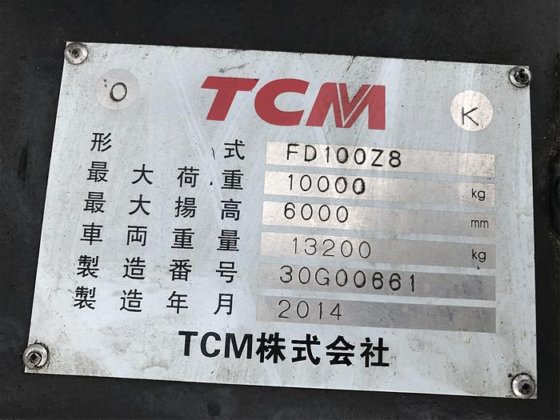 O TCM K
形式 FD100Z8
最大荷重 10000 kg
最大揚高 6000 mm
車両重量 13200 kg
製造番号 30G00661
製造年月 2014
TCM株式会社